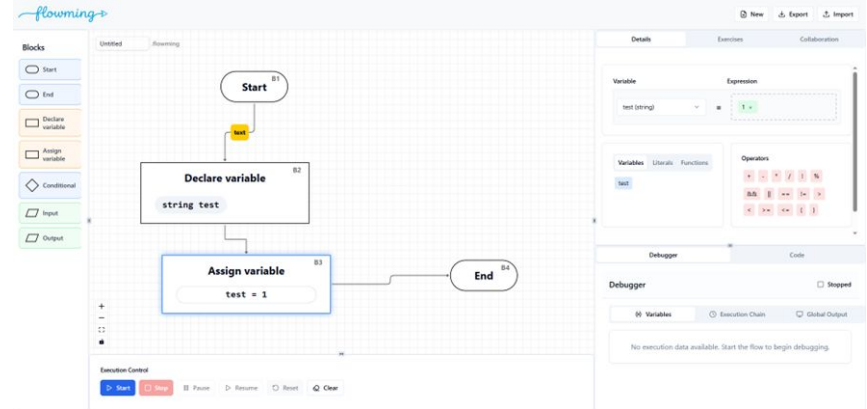 flowming
New
Export
Import
Blocks
Start
End
Declare
variable
Assign
variable
Conditional
Input
Output
Untitled
.flowming
Start
B1
test
Declare variable
B2
string test
Assign variable
B3
test = 1
End
B4
Execution Control
Start
Stop
Pause
Resume
Reset
Clear
Details
Exercises
Collaboration
Variable
Expression
test (string)
=
1
Variables
Literals
Functions
test
Operators
+ - * / ! %
&& || == != >
< >= <= ( )
Debugger
Code
Debugger
Stopped
Variables
Execution Chain
Global Output
No execution data available. Start the flow to begin debugging.